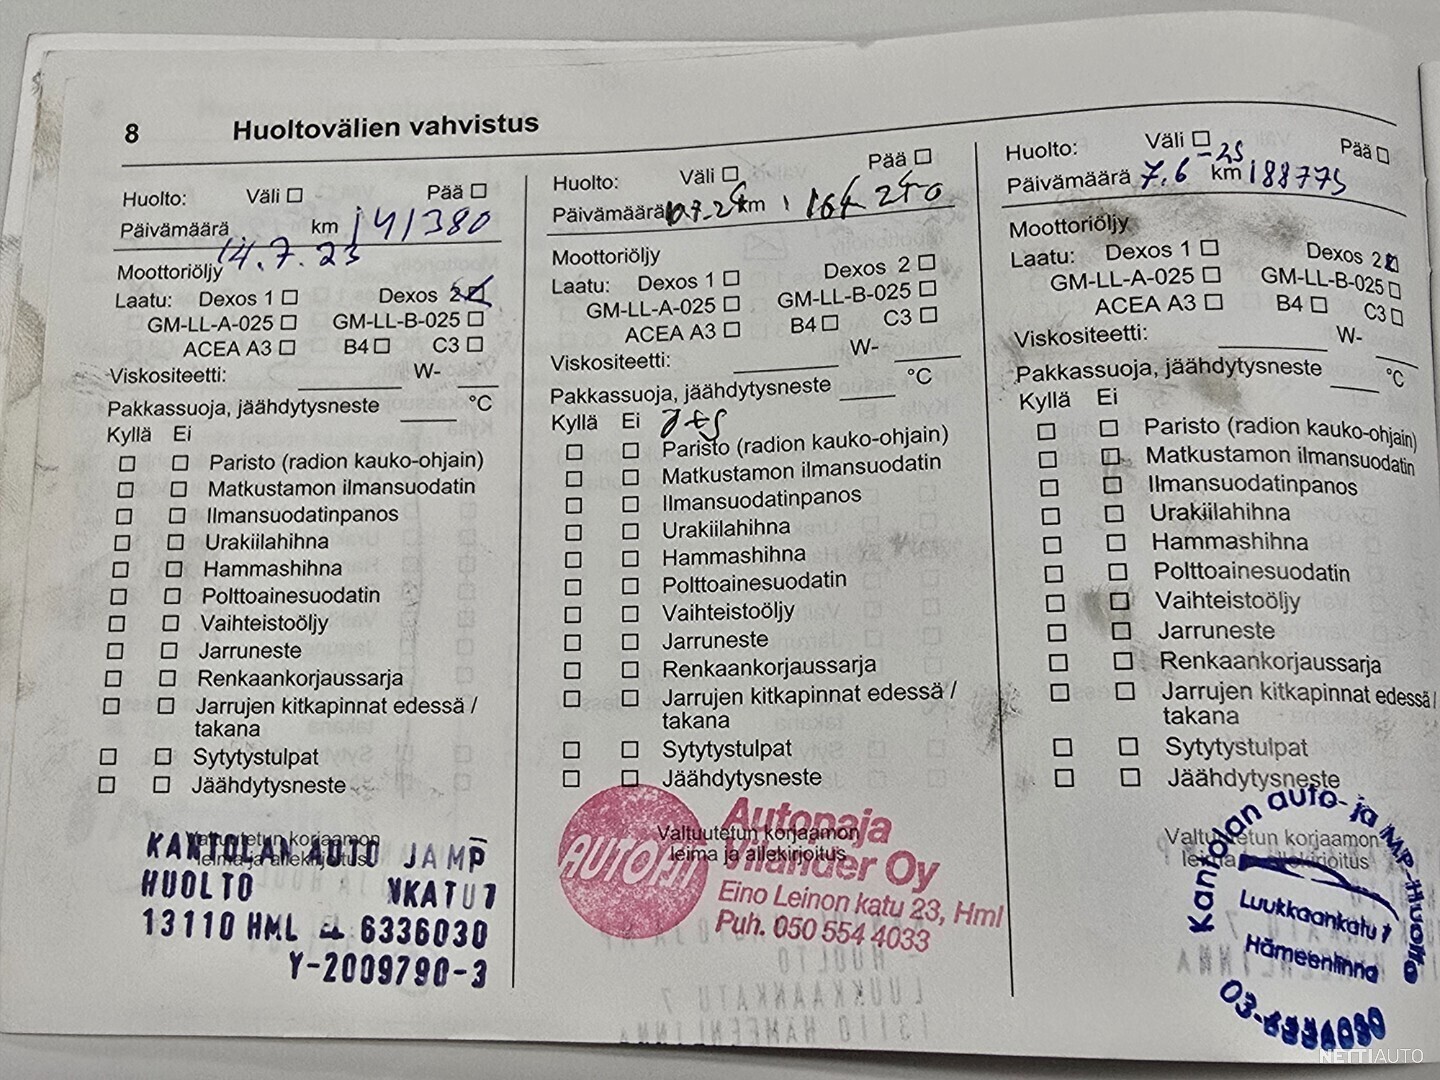 8 Huoltovälien vahvistus
Huolto: Väli Pää
Päivämäärä km 141380
14.7.23
Moottoriöljy
Laatu: Dexos 1 Dexos 2
GM-LL-A-025 GM-LL-B-025
ACEA A3 B4 C3
Viskositeetti: W-
Pakkassuoja, jäähdytysneste °C
Kyllä Ei
Paristo (radion kauko-ohjain)
Matkustamon ilmansuodatin
Ilmansuodatinpanos
Urakiilahihna
Hammashihna
Polttoainesuodatin
Vaihteistoöljy
Jarruneste
Renkaankorjaussarja
Jarrujen kitkapinnat edessä /
takana
Sytytystulpat
Jäähdytysneste
Valtuutetun korjaamon
leima ja allekirjoitus
KANTOLAN AUTO JA MP
HUOLTO NKATU 7
13110 HML 6336030
Y-2009790-3
Huolto: Väli Pää
Päivämäärä km
Moottoriöljy
Laatu: Dexos 1 Dexos 2
GM-LL-A-025 GM-LL-B-025
ACEA A3 B4 C3
Viskositeetti: W-
Pakkassuoja, jäähdytysneste °C
Kyllä Ei
Paristo (radion kauko-ohjain)
Matkustamon ilmansuodatin
Ilmansuodatinpanos
Urakiilahihna
Hammashihna
Polttoainesuodatin
Vaihteistoöljy
Jarruneste
Renkaankorjaussarja
Jarrujen kitkapinnat edessä /
takana
Sytytystulpat
Jäähdytysneste
Valtuutetun korjaamon
leima ja allekirjoitus
Autopaja
Vilander Oy
Eino Leinon katu 23, Hml
Puh. 050 554 4033
Huolto: Väli Pää
Päivämäärä 7.6-25 km 188775
Moottoriöljy
Laatu: Dexos 1 Dexos 2
GM-LL-A-025 GM-LL-B-025
ACEA A3 B4 C3
Viskositeetti: W-
Pakkassuoja, jäähdytysneste °C
Kyllä Ei
Paristo (radion kauko-ohjain)
Matkustamon ilmansuodatin
Ilmansuodatinpanos
Urakiilahihna
Hammashihna
Polttoainesuodatin
Vaihteistoöljy
Jarruneste
Renkaankorjaussarja
Jarrujen kitkapinnat edessä /
takana
Sytytystulpat
Jäähdytysneste
Valtuutetun korjaamon
leima ja allekirjoitus
Kantolan auto- ja MP-Huolto
Luukkaankatu 7
Hämeenlinna
NETTIAUTO